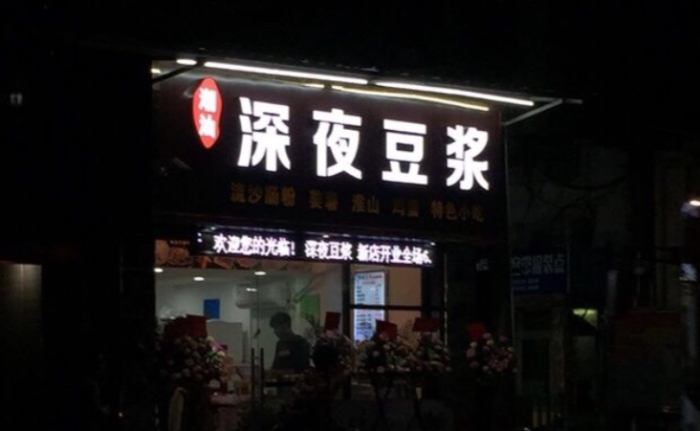 潮汕
深夜豆浆
流沙肠粉 姜薯 淮山 鸡蛋 特色小吃
欢迎您的光临！ 深夜豆浆 新店开业全场6.